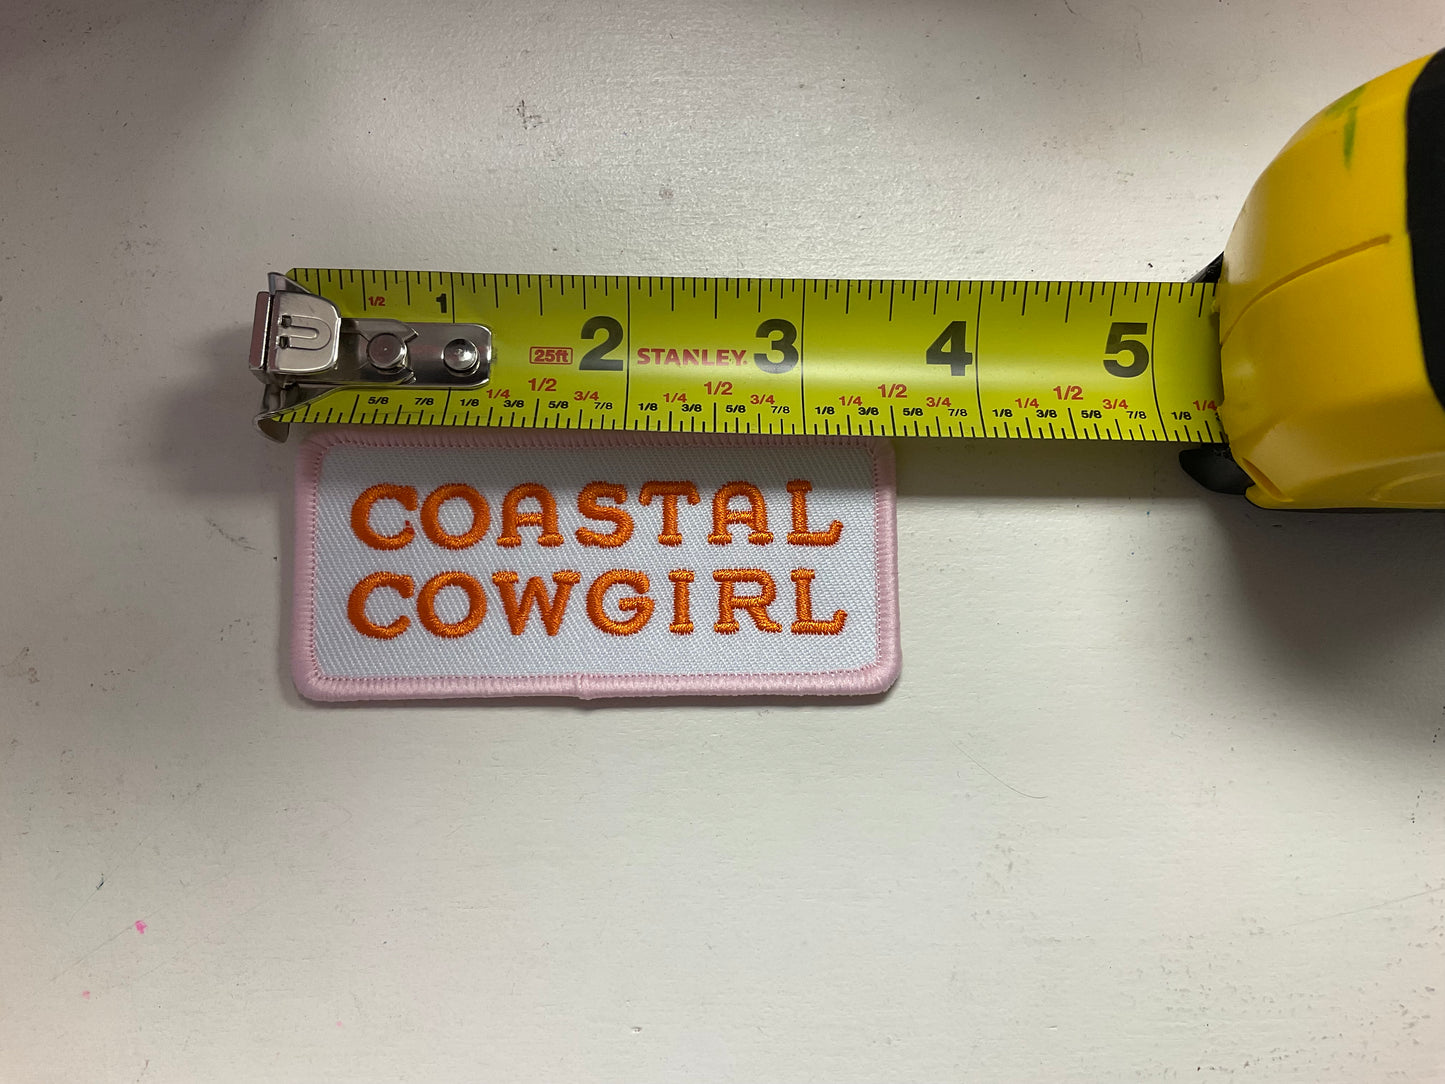 1/2 1
25ft 2 STANLEY. 3 4 5
1/4 1/2 3/4 1/4 1/2 3/4 1/4 1/2 3/4 1/4 1/2 3/4 1/4
5/8 7/8 1/8 3/8 5/8 7/8 1/8 3/8 5/8 7/8 1/8 3/8 5/8 7/8 1/8 3/8 5/8 7/8 1/8
COASTAL
COWGIRL